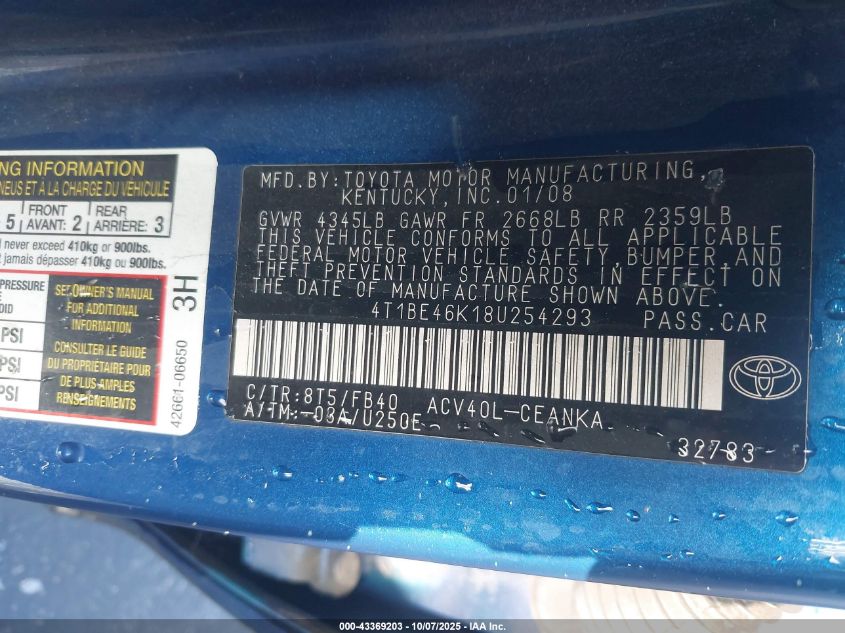 NG INFORMATION
NEUS ET A LA CHARGE DU VÉHICULE
5 FRONT AVANT: 2 REAR ARRIÈRE: 3
never exceed 410kg or 900lbs.
jamais dépasser 410kg ou 900lbs.
PRESSURE
SEE OWNER'S MANUAL
FOR ADDITIONAL
INFORMATION
PSI
CONSULTER LE GUIDE
DU PROPRIÉTAIRE POUR
DE PLUS AMPLES
RENSEIGNEMENTS
PSI
PSI
3H
42661-06650
MFD.BY:TOYOTA MOTOR MANUFACTURING,
KENTUCKY,INC.01/08
GVWR 4345LB GAWR FR 2668LB RR 2359LB
THIS VEHICLE CONFORMS TO ALL APPLICABLE
FEDERAL MOTOR VEHICLE SAFETY,BUMPER,AND
THEFT PREVENTION STANDARDS IN EFFECT ON
THE DATE OF MANUFACTURE SHOWN ABOVE.
4T1BE46K18U254293 PASS.CAR
C/TR:8T5/FB40 ACV40L-CEANKA
A/TM:-03A/U250E
32783
TOYOTA
000-43369203 - 10/07/2025 - IAA Inc.